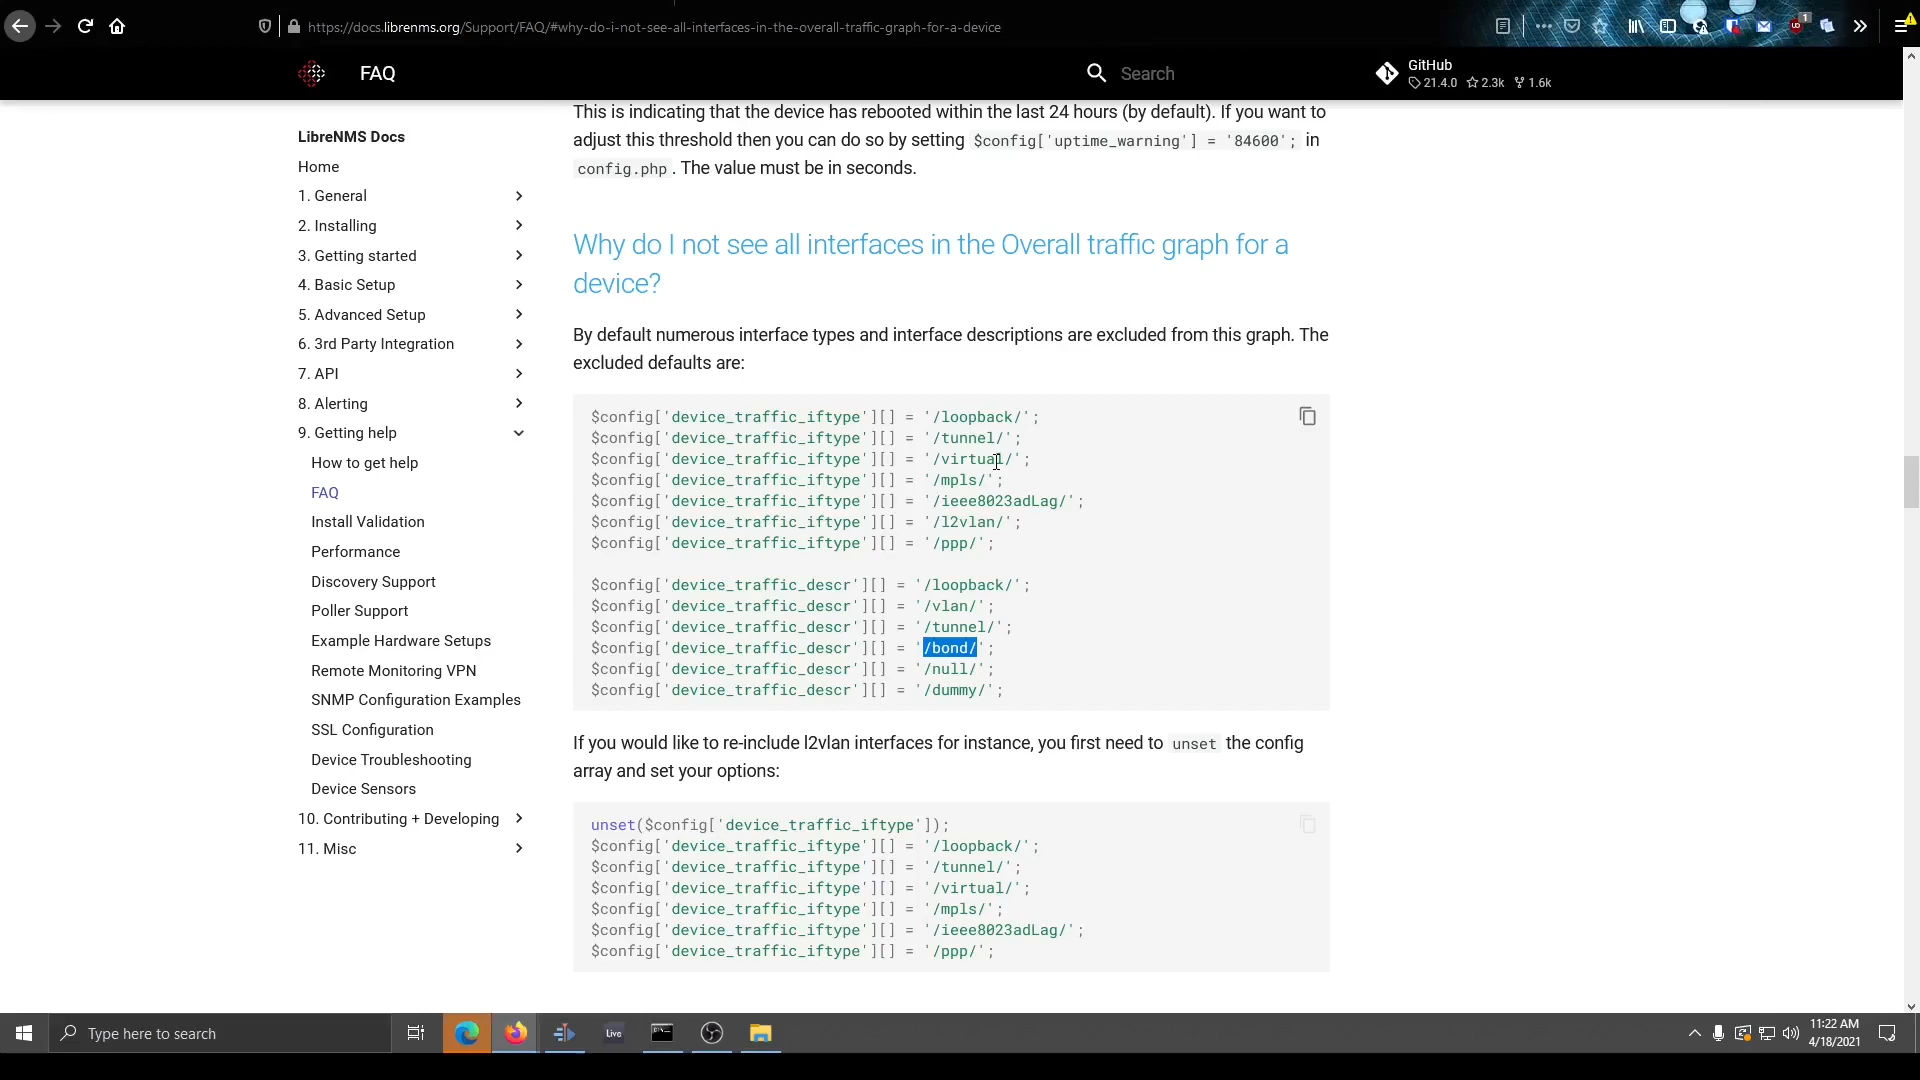 https://docs.librenms.org/Support/FAQ/#why-do-i-not-see-all-interfaces-in-the-overall-traffic-graph-for-a-device
1
FAQ
Search
GitHub
21.4.0 2.3k 1.6k
LibreNMS Docs
Home
1. General
2. Installing
3. Getting started
4. Basic Setup
5. Advanced Setup
6. 3rd Party Integration
7. API
8. Alerting
9. Getting help
How to get help
FAQ
Install Validation
Performance
Discovery Support
Poller Support
Example Hardware Setups
Remote Monitoring VPN
SNMP Configuration Examples
SSL Configuration
Device Troubleshooting
Device Sensors
10. Contributing + Developing
11. Misc
This is indicating that the device has rebooted within the last 24 hours (by default). If you want to
adjust this threshold then you can do so by setting $config['uptime_warning'] = '84600'; in
config.php . The value must be in seconds.
Why do I not see all interfaces in the Overall traffic graph for a
device?
By default numerous interface types and interface descriptions are excluded from this graph. The
excluded defaults are:
$config['device_traffic_iftype'][] = '/loopback/';
$config['device_traffic_iftype'][] = '/tunnel/';
$config['device_traffic_iftype'][] = '/virtual/';
$config['device_traffic_iftype'][] = '/mpls/';
$config['device_traffic_iftype'][] = '/ieee8023adLag/';
$config['device_traffic_iftype'][] = '/l2vlan/';
$config['device_traffic_iftype'][] = '/ppp/';
$config['device_traffic_descr'][] = '/loopback/';
$config['device_traffic_descr'][] = '/vlan/';
$config['device_traffic_descr'][] = '/tunnel/';
$config['device_traffic_descr'][] = '/bond/';
$config['device_traffic_descr'][] = '/null/';
$config['device_traffic_descr'][] = '/dummy/';
If you would like to re-include l2vlan interfaces for instance, you first need to unset the config
array and set your options:
unset($config['device_traffic_iftype']);
$config['device_traffic_iftype'][] = '/loopback/';
$config['device_traffic_iftype'][] = '/tunnel/';
$config['device_traffic_iftype'][] = '/virtual/';
$config['device_traffic_iftype'][] = '/mpls/';
$config['device_traffic_iftype'][] = '/ieee8023adLag/';
$config['device_traffic_iftype'][] = '/ppp/';
Type here to search
Live
11:22 AM
4/18/2021